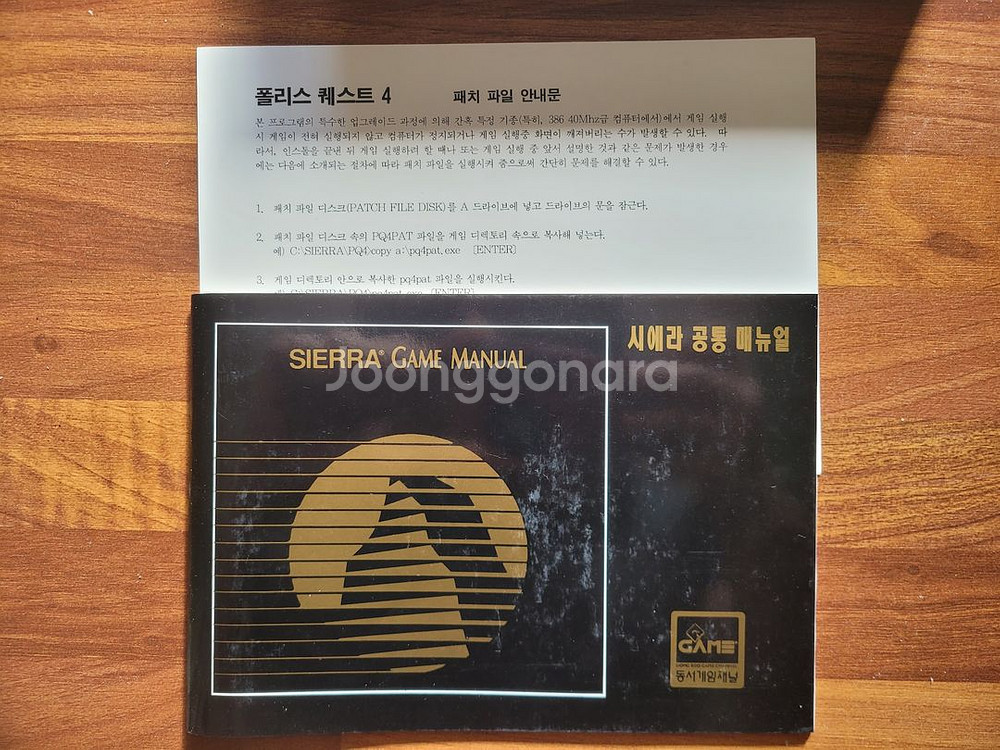 폴리스 퀘스트 4 패치 파일 안내문
본 프로그램의 특수한 업그레이드 과정에 의해 간혹 특정 기종(특히, 386 40Mhz급 컴퓨터에서)에서 게임 실행
시 게임이 전혀 실행되지 않고 컴퓨터가 정지되거나 게임 실행중 화면이 깨져버리는 수가 발생할 수 있다. 따
라서, 인스톨을 끝낸 뒤 게임 실행하려 할 때나 또는 게임 실행 중 앞서 설명한 것과 같은 문제가 발생한 경우
에는 다음에 소개되는 절차에 따라 패치 파일을 실행시켜 줌으로써 간단히 문제를 해결할 수 있다.
1. 패치 파일 디스크(PATCH FILE DISK)를 A 드라이브에 넣고 드라이브의 문을 잠근다.
2. 패치 파일 디스크 속의 PQ4PAT 파일을 게임 디렉토리 속으로 복사해 넣는다.
예) C:\SIERRA\PQ4>copy a:\pq4pat.exe [ENTER]
3. 게임 디렉토리 안으로 복사한 pq4pat 파일을 실행시킨다.
예) C:\SIERRA\PQ4>pq4pat.exe [ENTER]
시에라 공통 매뉴얼
SIERRA® GAME MANUAL
Joonggonara
GAME
동서게임채널